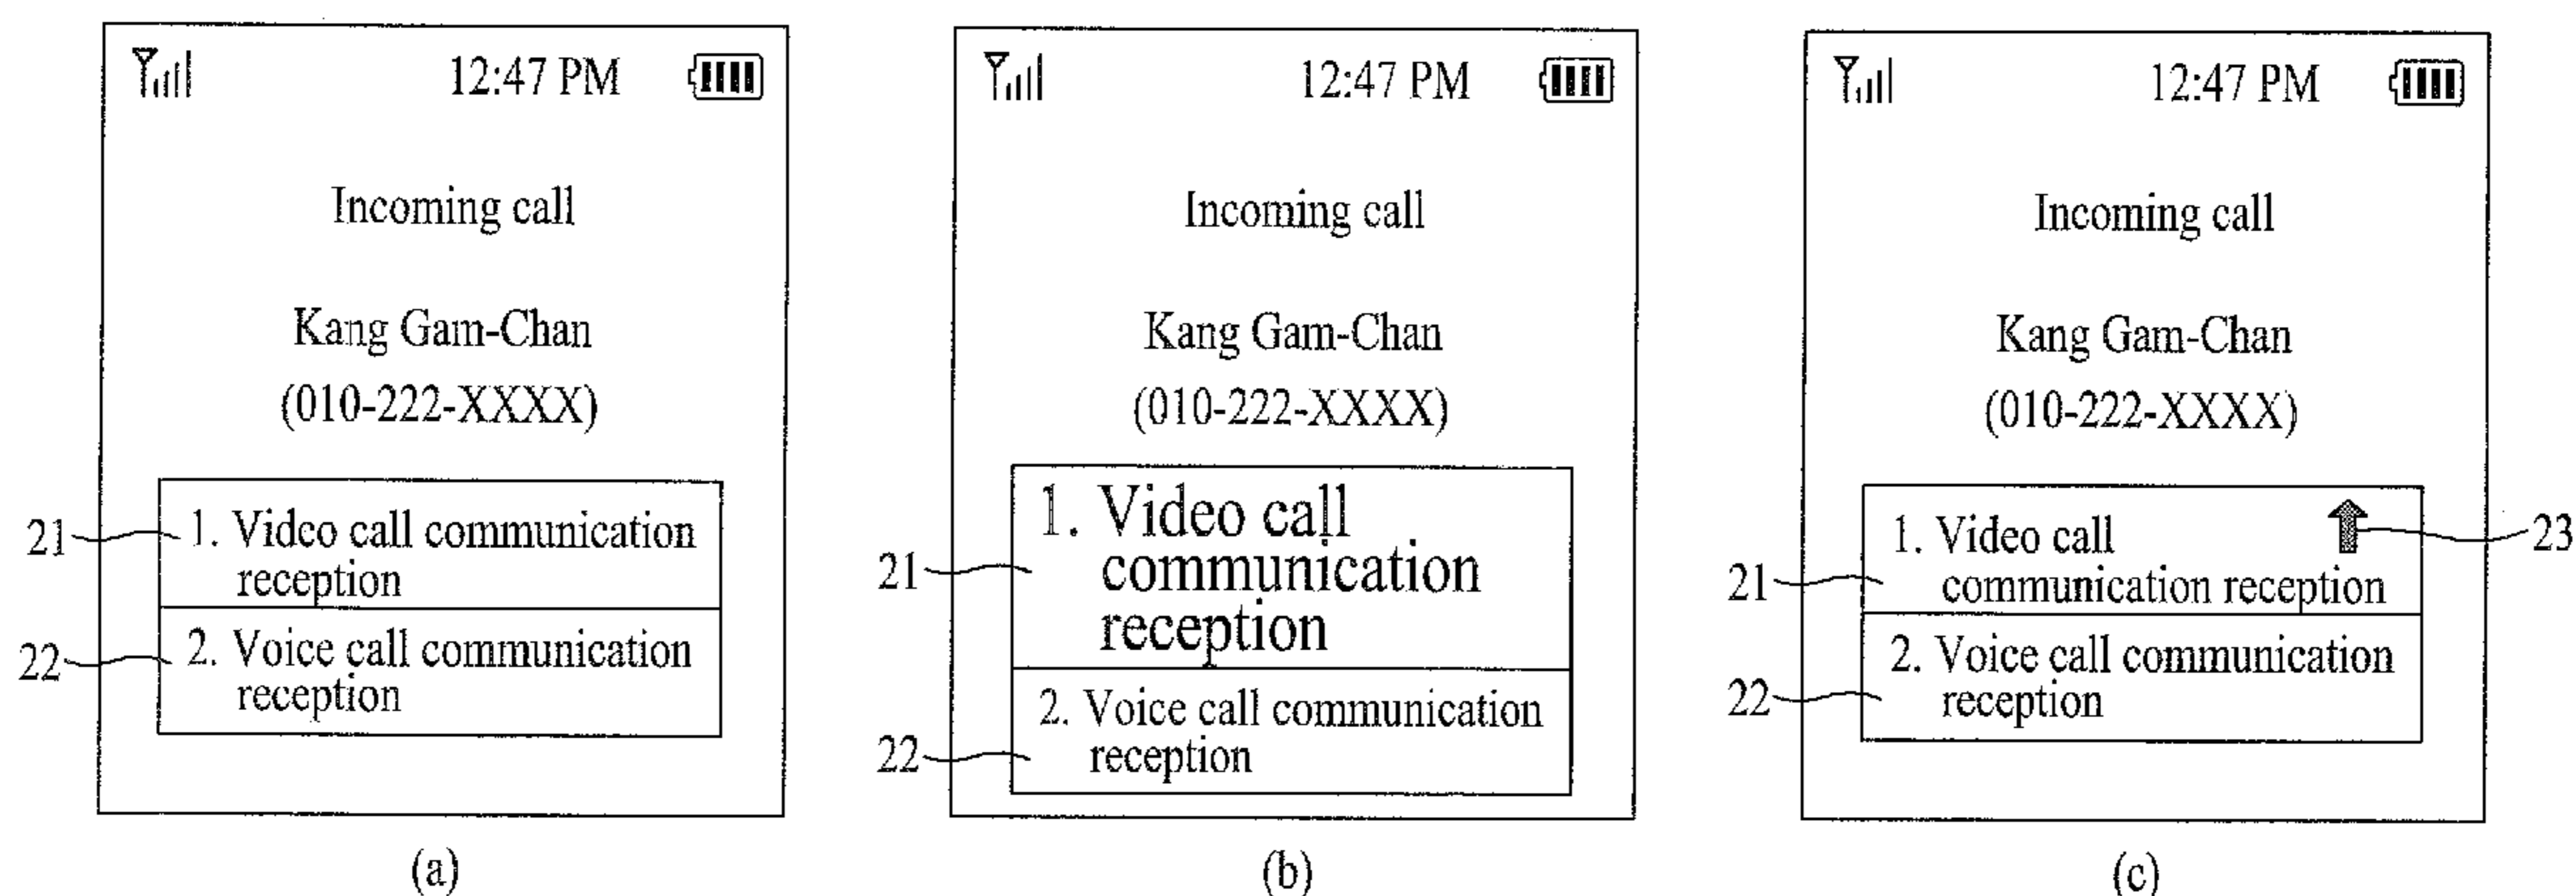 12:47 PM
Incoming call
Kang Gam-Chan
(010-222-XXXX)
21
1. Video call communication
reception
22
2. Voice call communication
reception
(a)
12:47 PM
Incoming call
Kang Gam-Chan
(010-222-XXXX)
21
1. Video call
communication
reception
22
2. Voice call communication
reception
(b)
12:47 PM
Incoming call
Kang Gam-Chan
(010-222-XXXX)
23
21
1. Video call
communication reception
22
2. Voice call communication
reception
(c)